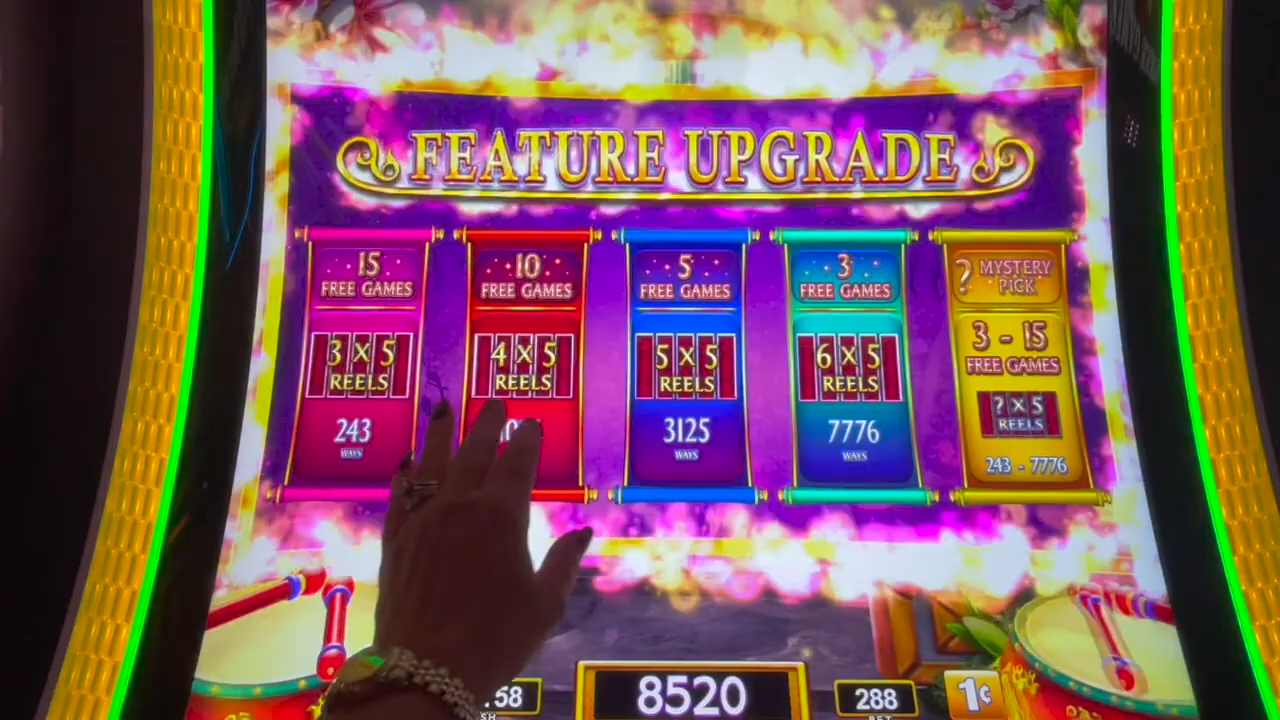 FEATURE UPGRADE
15
FREE GAMES
3 X 5
REELS
243
WAYS
10
FREE GAMES
4 X 5
REELS
5
FREE GAMES
5 X 5
REELS
3125
WAYS
3
FREE GAMES
6 X 5
REELS
7776
WAYS
? MYSTERY
PICK
3 - 15
FREE GAMES
? X 5
REELS
243 - 7776
8520
288
BET
1¢